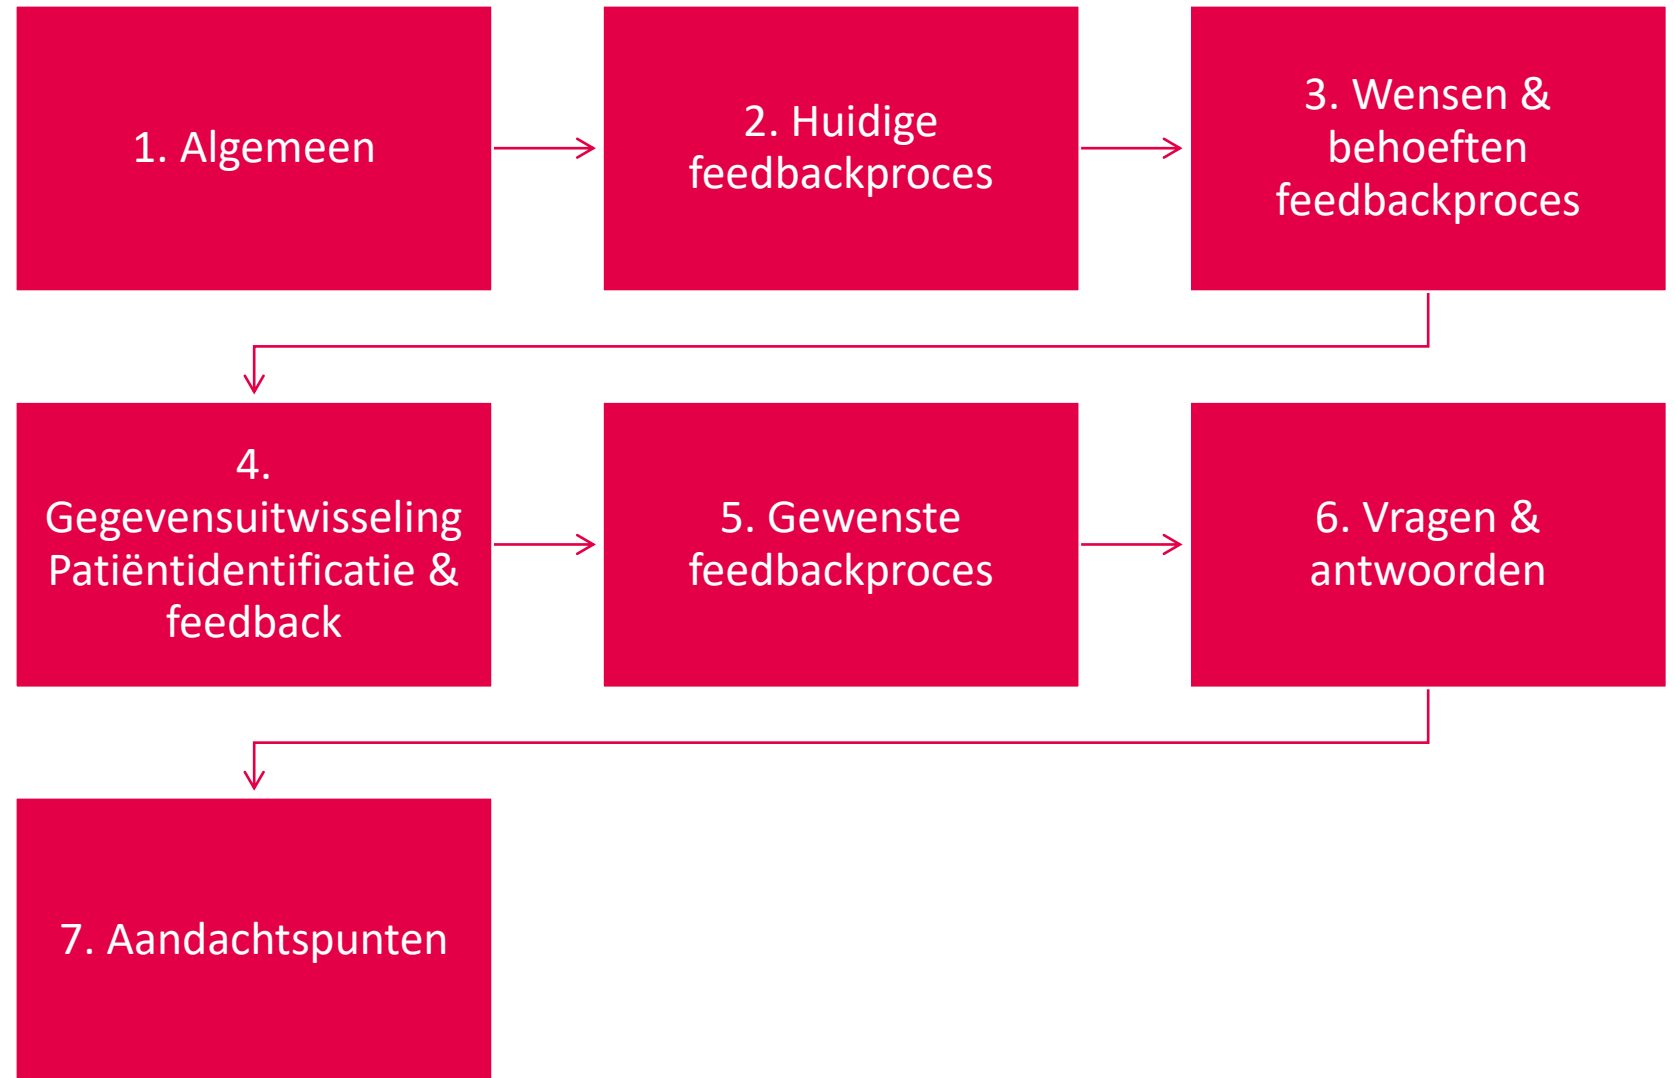 1. Algemeen
2. Huidige
feedbackproces
3. Wensen &
behoeften
feedbackproces
4.
Gegevensuitwisseling
Patiëntidentificatie &
feedback
5. Gewenste
feedbackproces
6. Vragen &
antwoorden
7. Aandachtspunten